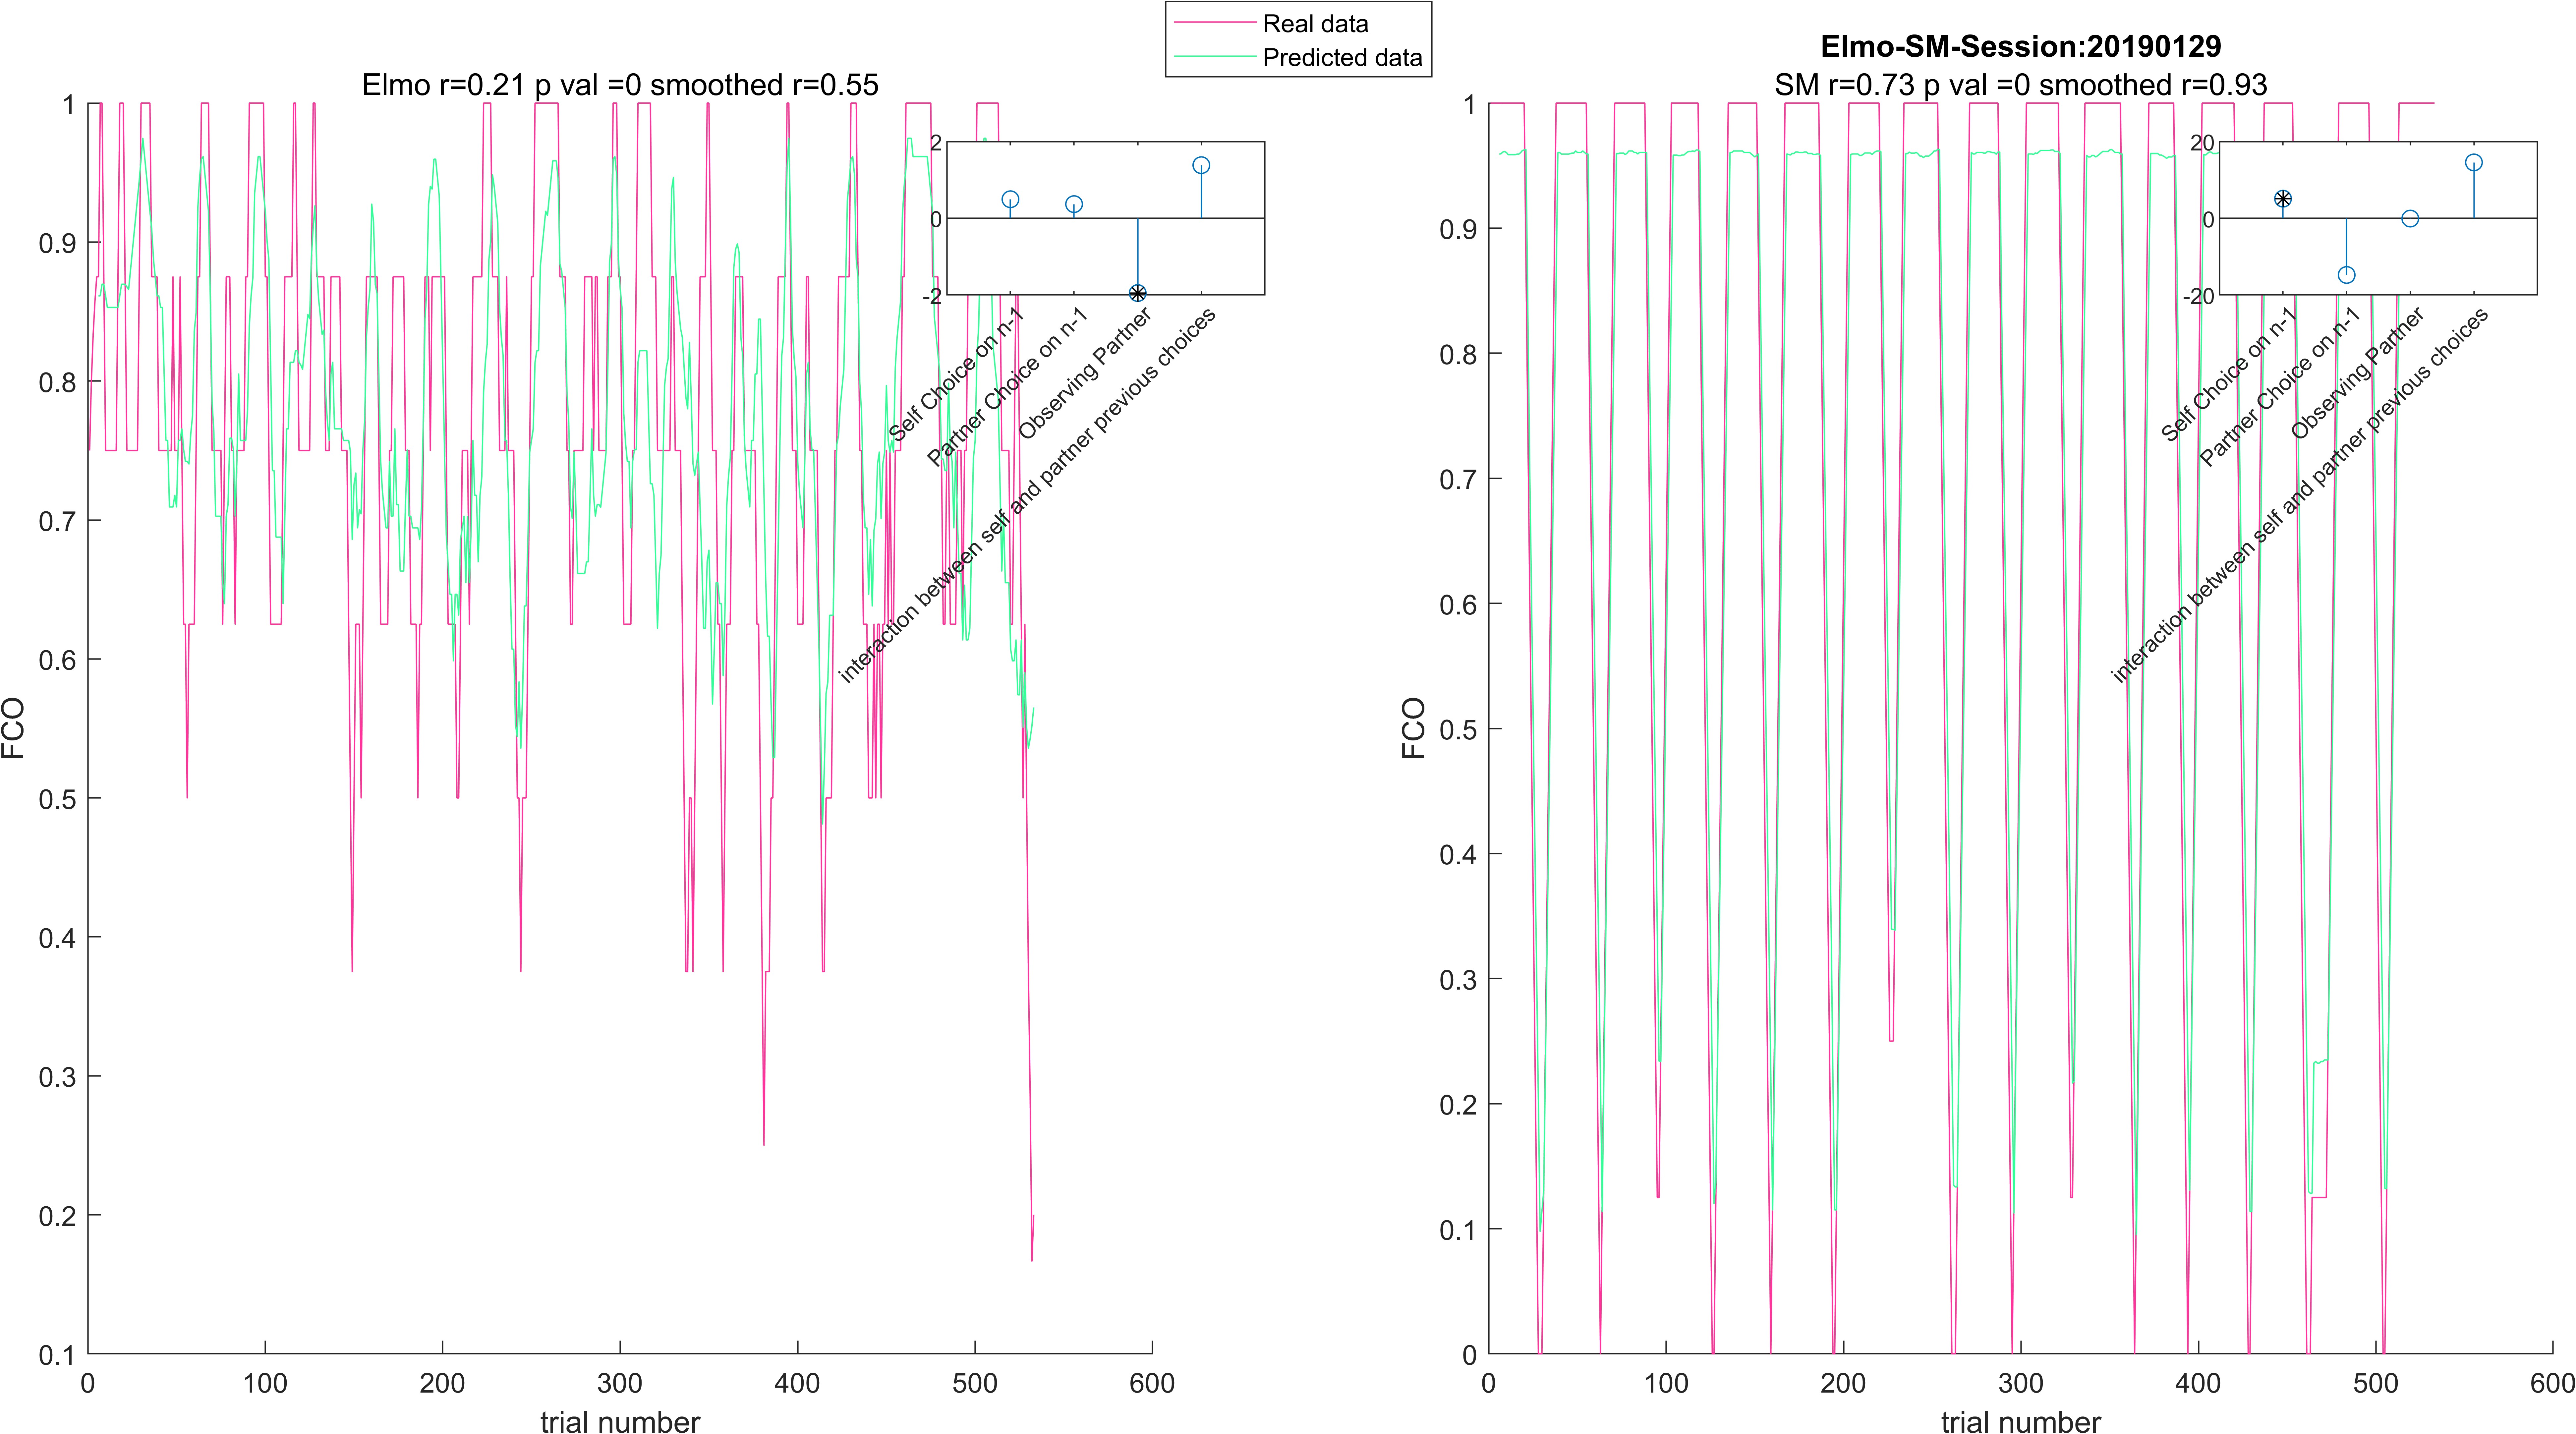 Real data
Predicted data
Elmo-SM-Session:20190129
Elmo r=0.21 p val =0 smoothed r=0.55
SM r=0.73 p val =0 smoothed r=0.93
1
0.9
0.8
0.7
0.6
0.5
0.4
0.3
0.2
0.1
FCO
0
100
200
300
400
500
600
trial number
2
0
-2
Self Choice on n-1
Partner Choice on n-1
Observing Partner
interaction between self and partner previous choices
1
0.9
0.8
0.7
0.6
0.5
0.4
0.3
0.2
0.1
0
FCO
0
100
200
300
400
500
600
trial number
20
0
-20
Self Choice on n-1
Partner Choice on n-1
Observing Partner
interaction between self and partner previous choices